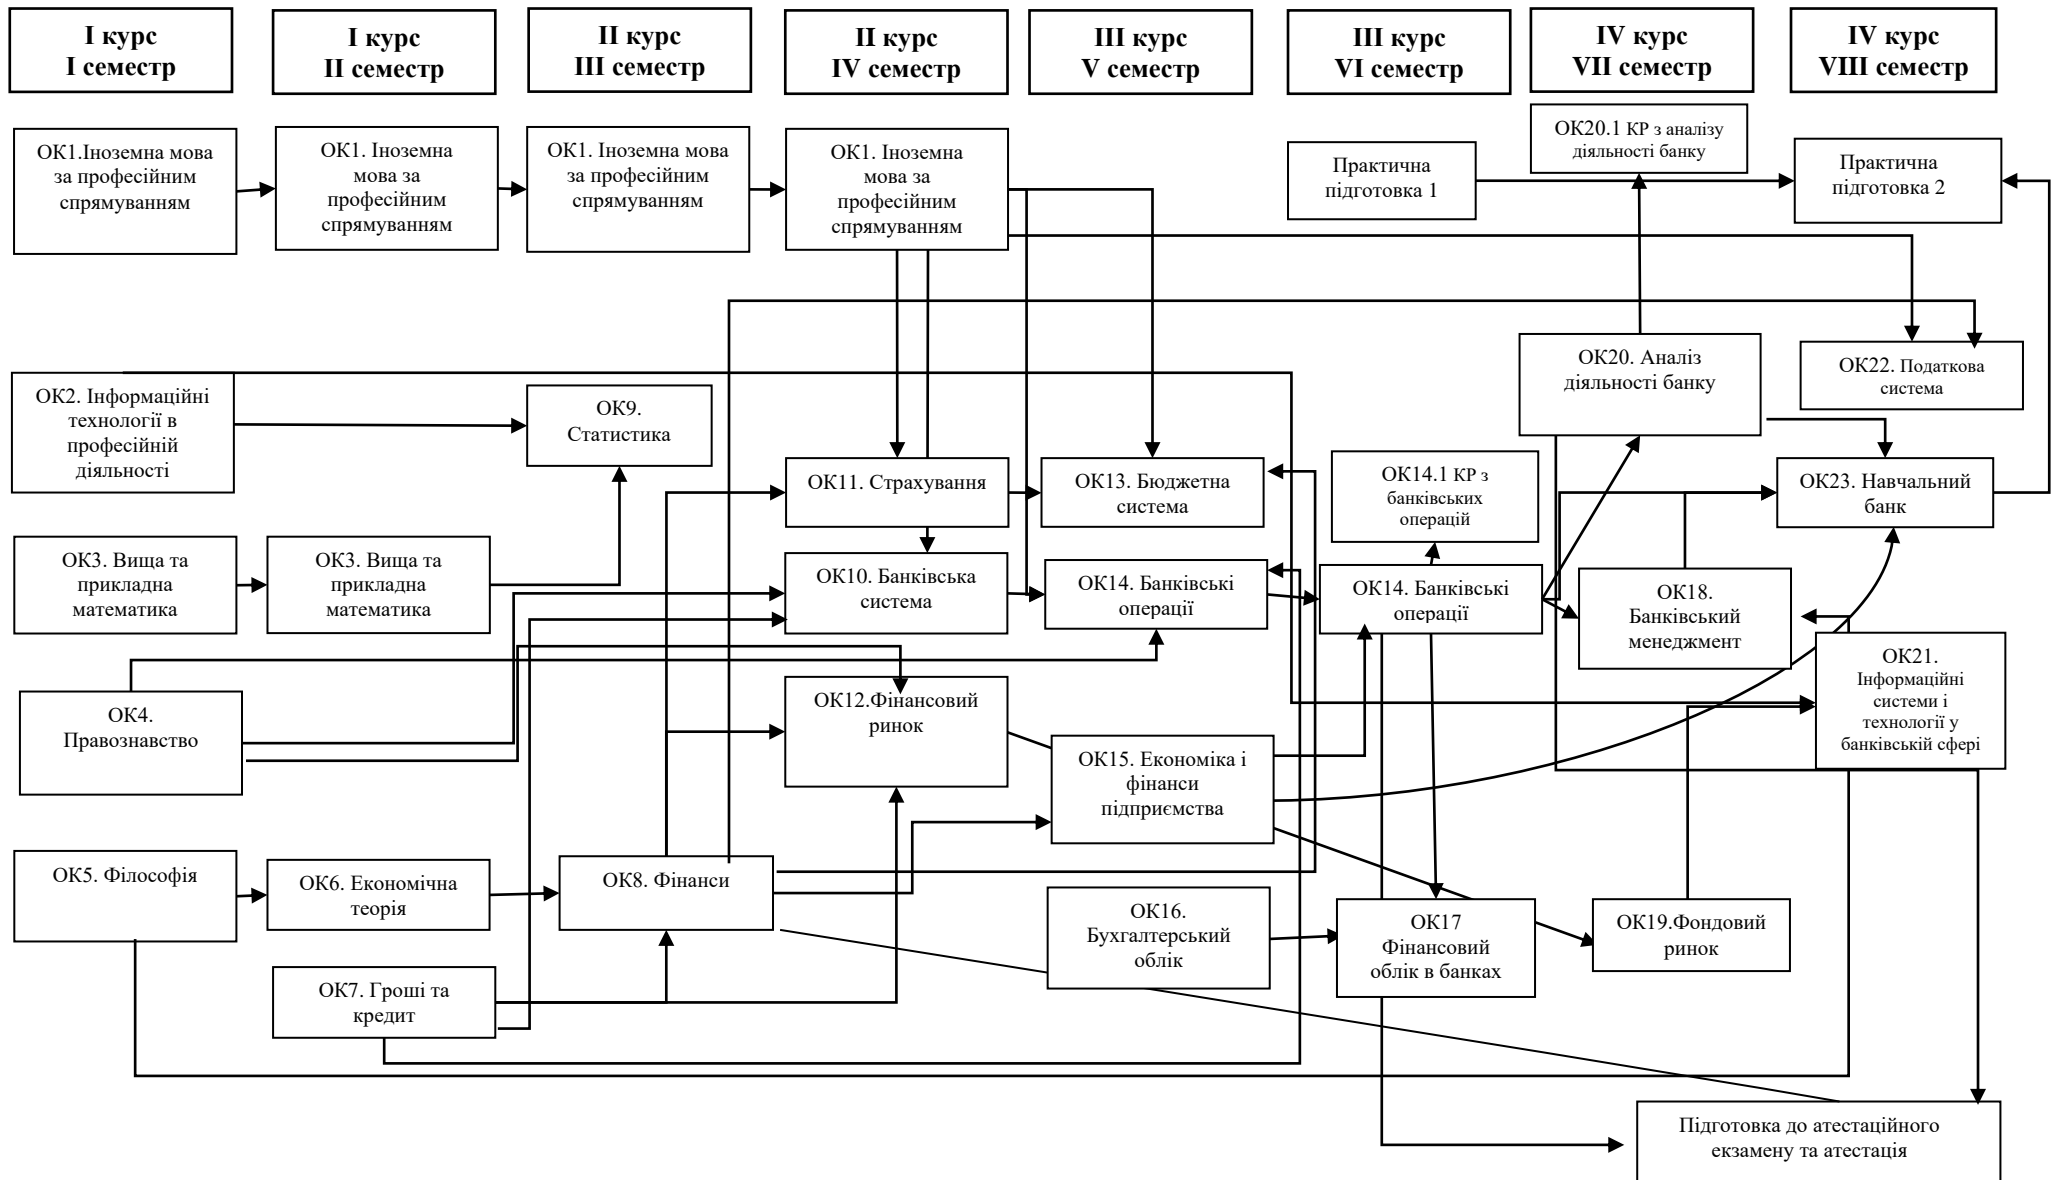 І курс
І семестр
І курс
ІІ семестр
ІІ курс
ІІІ семестр
ІІ курс
IV семестр
ІІІ курс
V семестр
ІІІ курс
VI семестр
IV курс
VII семестр
IV курс
VIII семестр
ОК1.Іноземна мова
за професійним
спрямуванням
ОК1. Іноземна
мова за
професійним
спрямуванням
ОК1. Іноземна мова
за професійним
спрямуванням
ОК1. Іноземна
мова за
професійним
спрямуванням
Практична
підготовка 1
ОК20.1 КР з аналізу
діяльності банку
Практична
підготовка 2
ОК2. Інформаційні
технології в
професійній
діяльності
ОК9.
Статистика
ОК20. Аналіз
діяльності банку
ОК22. Податкова
система
ОК11. Страхування
ОК13. Бюджетна
система
ОК14.1 КР з
банківських
операцій
ОК23. Навчальний
банк
ОК3. Вища та
прикладна
математика
ОК3. Вища та
прикладна
математика
ОК10. Банківська
система
ОК14. Банківські
операції
ОК14. Банківські
операції
ОК18.
Банківський
менеджмент
ОК4.
Правознавство
ОК12.Фінансовий
ринок
ОК15. Економіка і
фінанси
підприємства
ОК21.
Інформаційні
системи і
технології у
банківській сфері
ОК5. Філософія
ОК6. Економічна
теорія
ОК8. Фінанси
ОК16.
Бухгалтерський
облік
ОК17
Фінансовий
облік в банках
ОК19.Фондовий
ринок
ОК7. Гроші та
кредит
Підготовка до атестаційного
екзамену та атестація